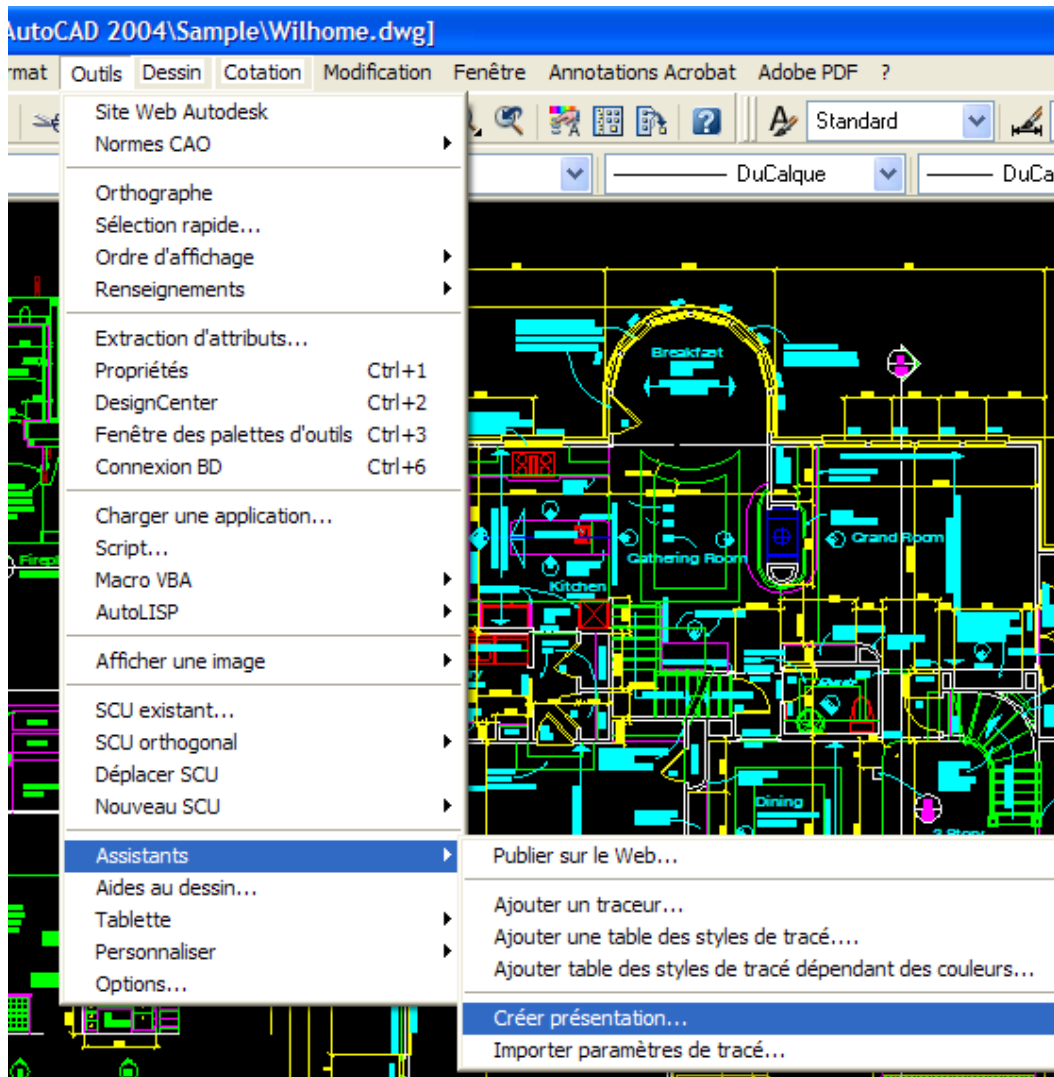 AutoCAD 2004\Sample\Wilhome.dwg]
rmat Outils Dessin Cotation Modification Fenêtre Annotations Acrobat Adobe PDF ?
Standard
DuCalque DuCa
Site Web Autodesk
Normes CAO
Orthographe
Sélection rapide...
Ordre d'affichage
Renseignements
Extraction d'attributs...
Propriétés Ctrl+1
DesignCenter Ctrl+2
Fenêtre des palettes d'outils Ctrl+3
Connexion BD Ctrl+6
Charger une application...
Script...
Macro VBA
AutoLISP
Afficher une image
SCU existant...
SCU orthogonal
Déplacer SCU
Nouveau SCU
Assistants
Aides au dessin...
Tablette
Personnaliser
Options...
Publier sur le Web...
Ajouter un traceur...
Ajouter une table des styles de tracé....
Ajouter table des styles de tracé dépendant des couleurs...
Créer présentation...
Importer paramètres de tracé...
Breakfast
Grand Room
Gathering Room
Kitchen
Firepl
Dining
2 Story